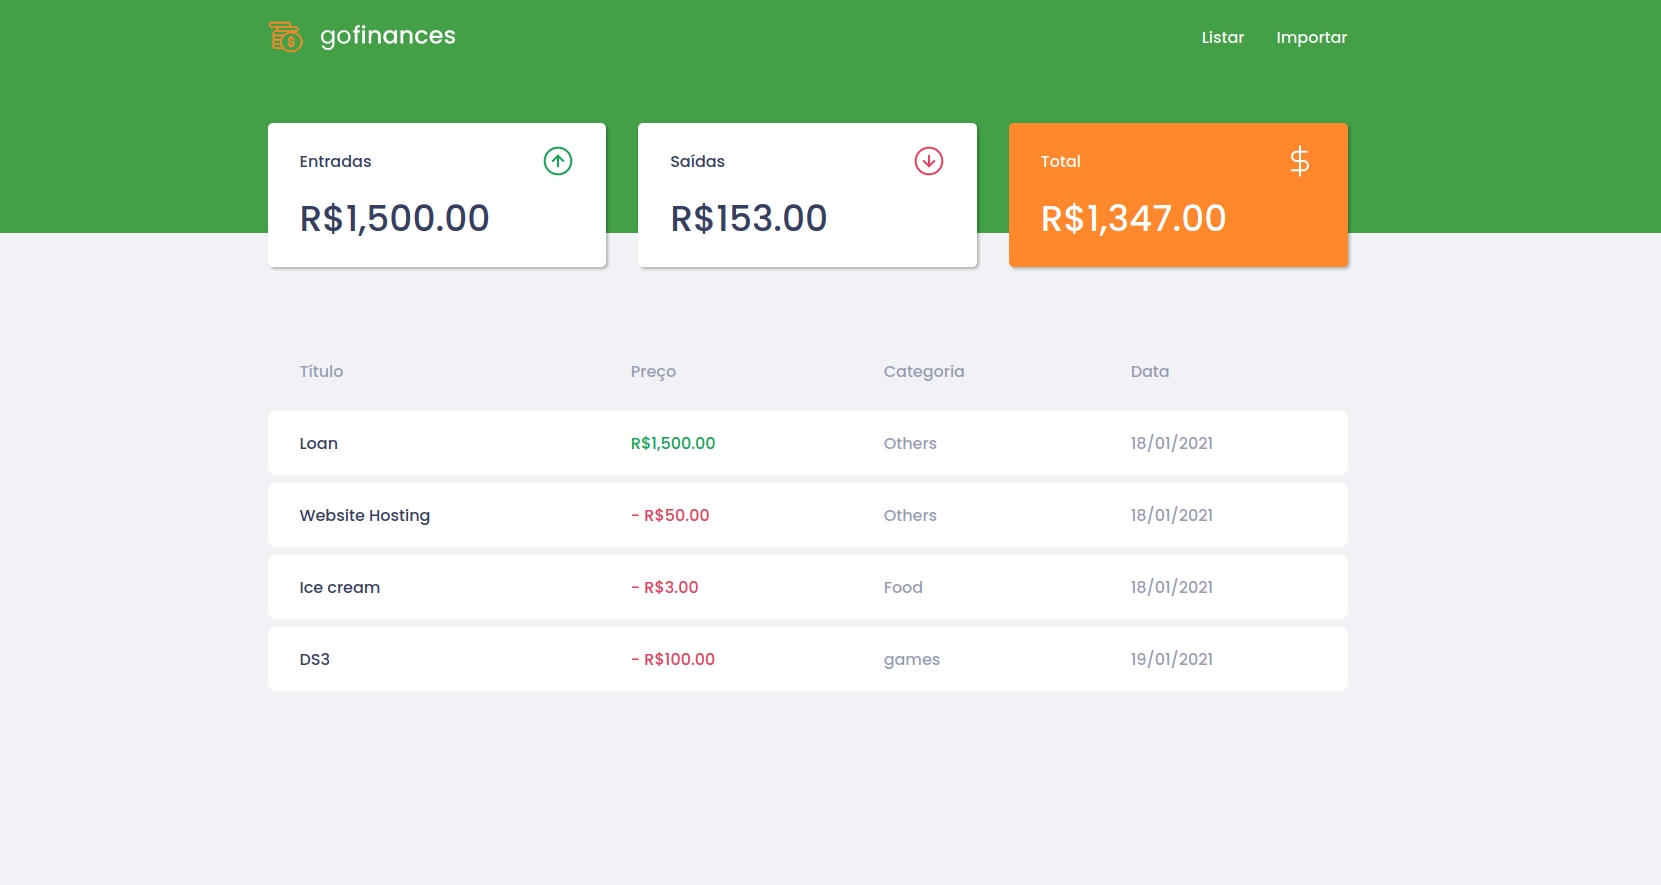 gofinances Listar Importar
Entradas Saídas Total
R$1,500.00 R$153.00 R$1,347.00
Título Preço Categoria Data
Loan R$1,500.00 Others 18/01/2021
Website Hosting - R$50.00 Others 18/01/2021
Ice cream - R$3.00 Food 18/01/2021
DS3 - R$100.00 games 19/01/2021